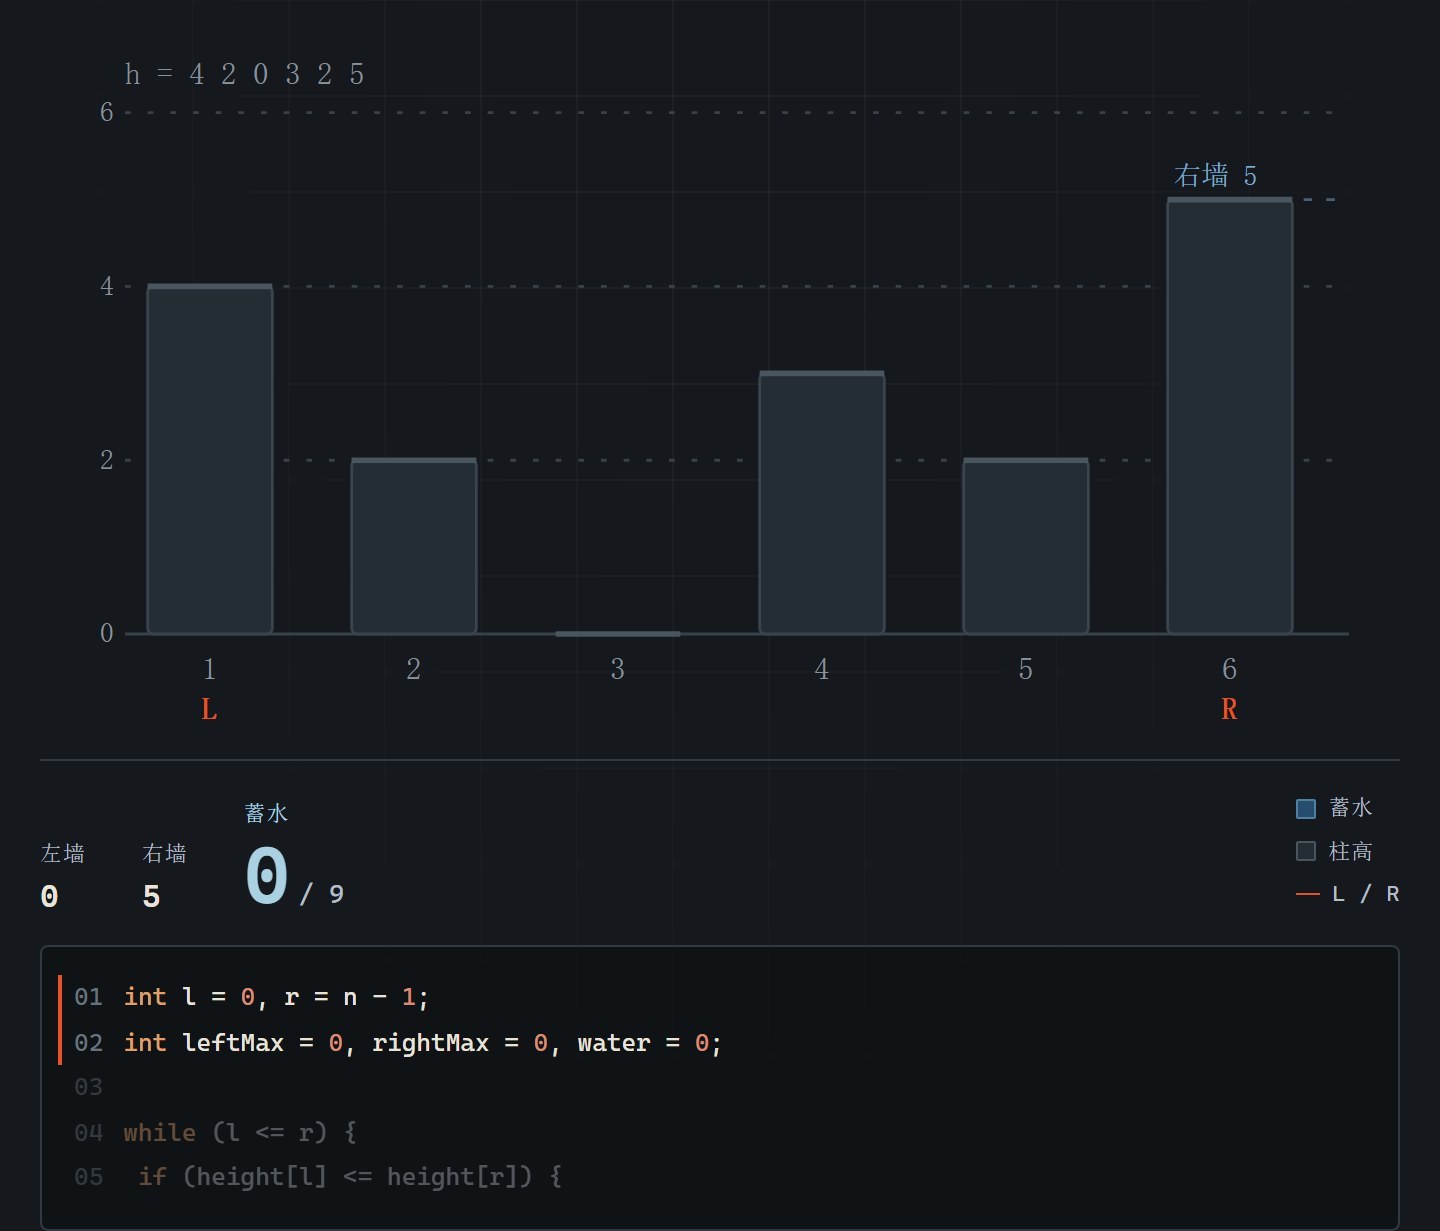 h = 4 2 0 3 2 5
6
右墙 5
4
2
0
1 2 3 4 5 6
L R
蓄水
左墙 右墙
0 5 0 / 9
蓄水
柱高
L / R
01 int l = 0, r = n - 1;
02 int leftMax = 0, rightMax = 0, water = 0;
03
04 while (l <= r) {
05 if (height[l] <= height[r]) {